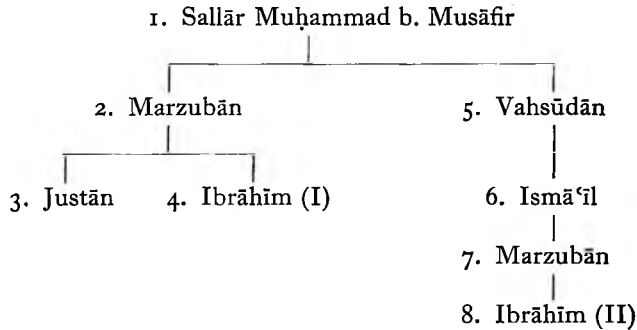 1. Sallār Muḥammad b. Musāfir
2. Marzubān 5. Vahsūdān
3. Justān 4. Ibrāhīm (I) 6. Ismāʿīl
7. Marzubān
8. Ibrāhīm (II)